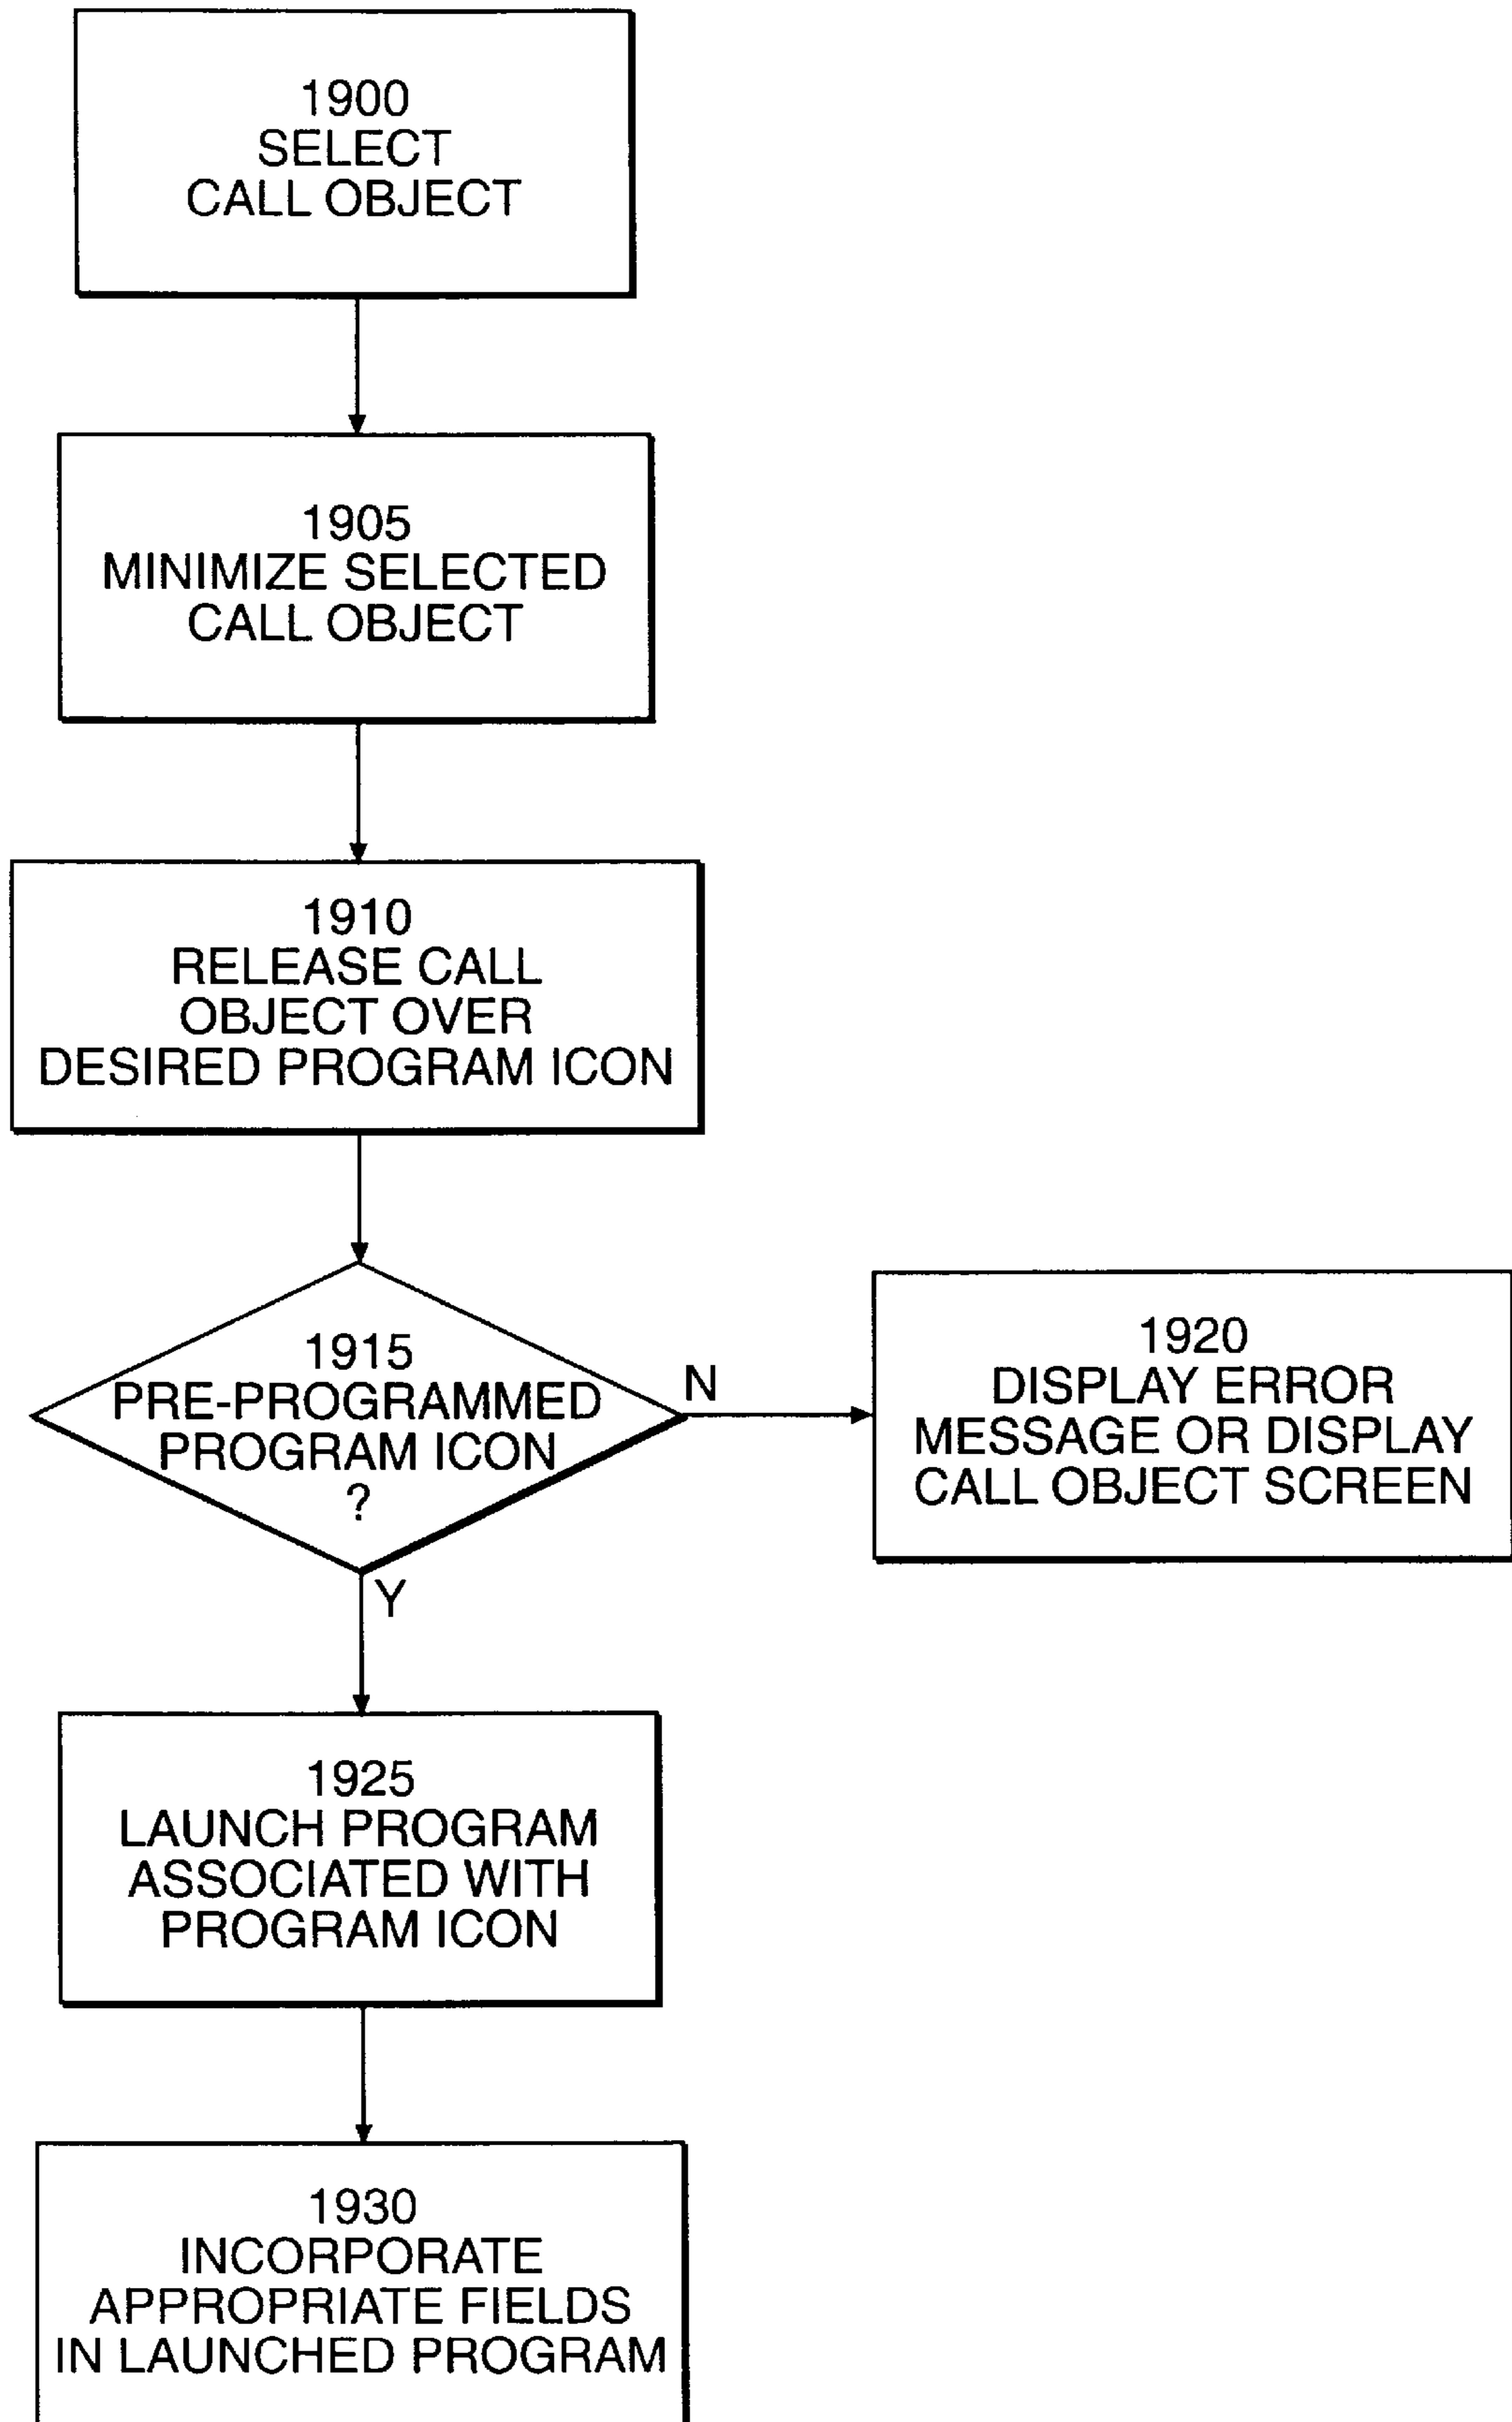 1900
SELECT
CALL OBJECT
1905
MINIMIZE SELECTED
CALL OBJECT
1910
RELEASE CALL
OBJECT OVER
DESIRED PROGRAM ICON
1915
PRE-PROGRAMMED
PROGRAM ICON
?
N
1920
DISPLAY ERROR
MESSAGE OR DISPLAY
CALL OBJECT SCREEN
Y
1925
LAUNCH PROGRAM
ASSOCIATED WITH
PROGRAM ICON
1930
INCORPORATE
APPROPRIATE FIELDS
IN LAUNCHED PROGRAM